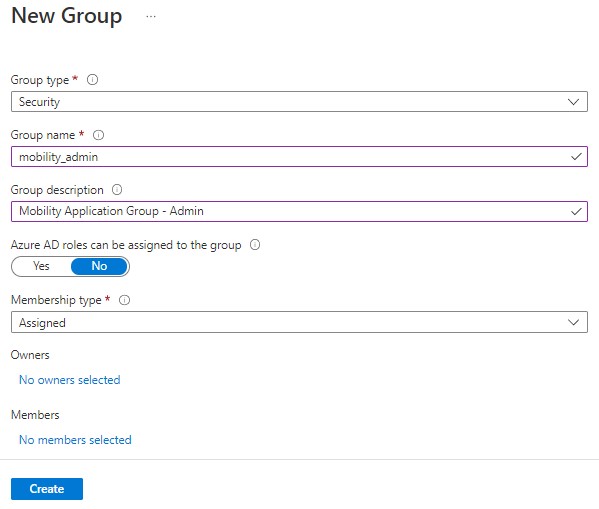 New Group ...
Group type *
Security
Group name *
mobility_admin
Group description
Mobility Application Group - Admin
Azure AD roles can be assigned to the group
Yes No
Membership type *
Assigned
Owners
No owners selected
Members
No members selected
Create